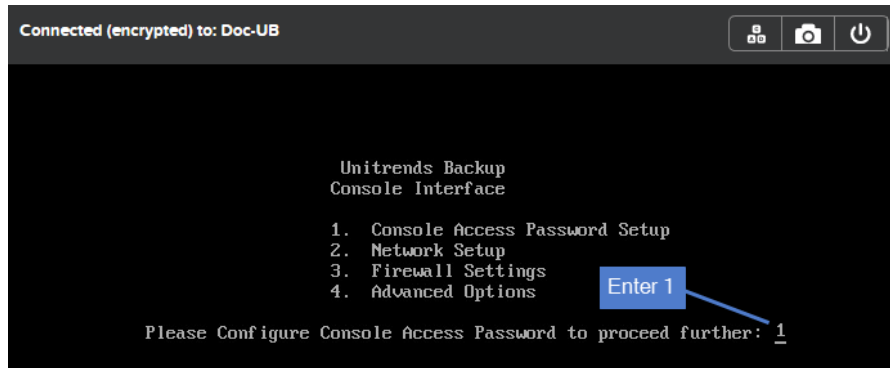 Connected (encrypted) to: Doc-UB
Unitrends Backup
Console Interface
1. Console Access Password Setup
2. Network Setup
3. Firewall Settings
4. Advanced Options
Enter 1
Please Configure Console Access Password to proceed further: 1